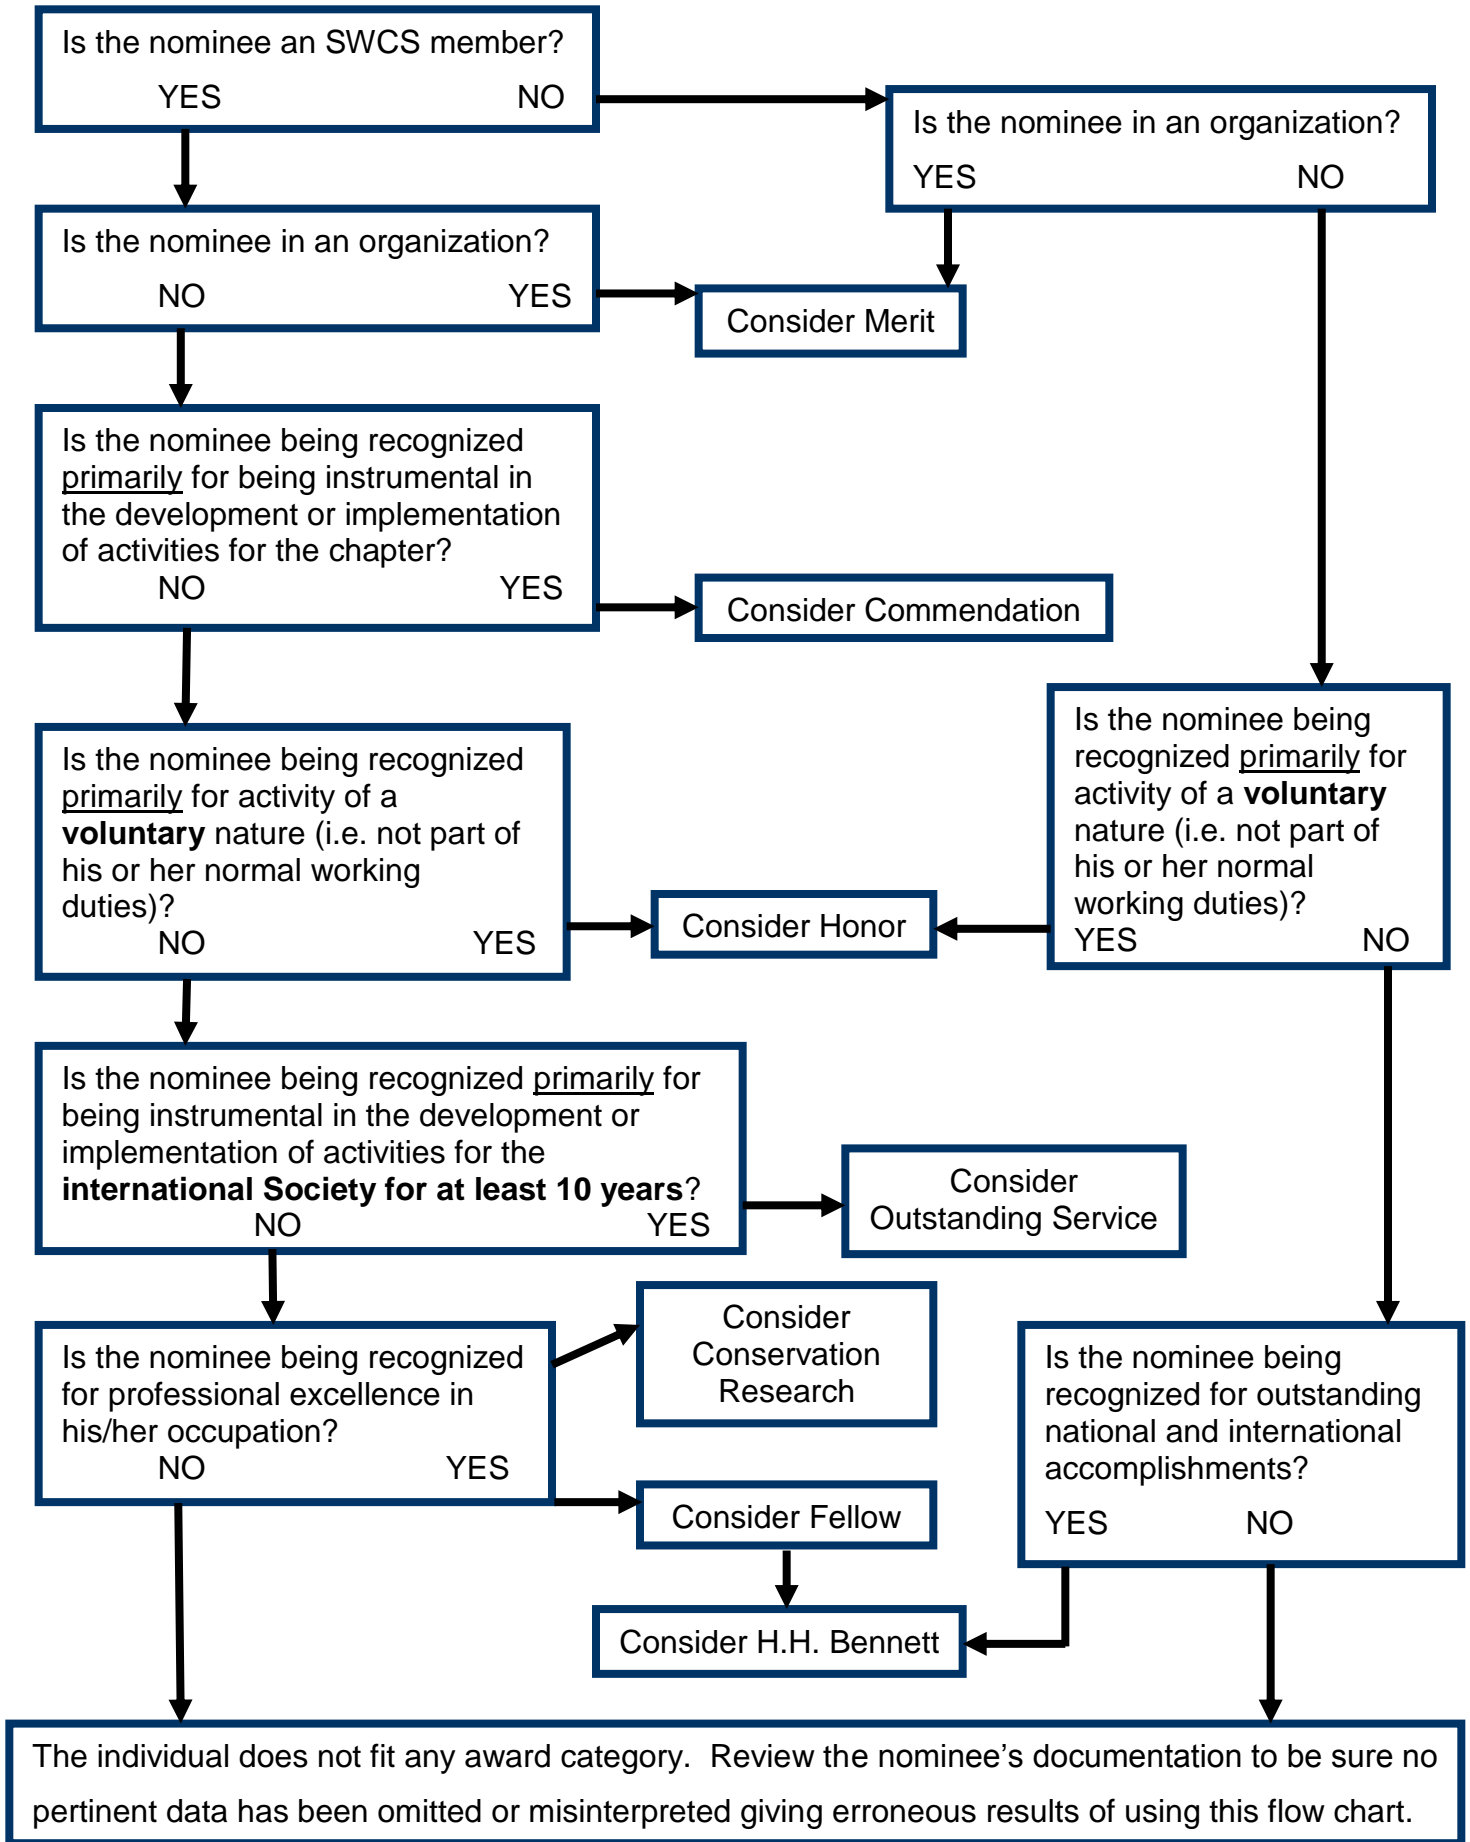 Is the nominee an SWCS member?
YES NO
Is the nominee in an organization?
YES NO
Is the nominee in an organization?
NO YES
Consider Merit
Is the nominee being recognized
primarily for being instrumental in
the development or implementation
of activities for the chapter?
NO YES
Consider Commendation
Is the nominee being recognized
primarily for activity of a
voluntary nature (i.e. not part of
his or her normal working
duties)?
NO YES
Consider Honor
Is the nominee being
recognized primarily for
activity of a voluntary
nature (i.e. not part of
his or her normal
working duties)?
YES NO
Is the nominee being recognized primarily for
being instrumental in the development or
implementation of activities for the
international Society for at least 10 years?
NO YES
Consider
Outstanding Service
Is the nominee being recognized
for professional excellence in
his/her occupation?
NO YES
Consider
Conservation
Research
Consider Fellow
Is the nominee being
recognized for outstanding
national and international
accomplishments?
YES NO
Consider H.H. Bennett
The individual does not fit any award category. Review the nominee's documentation to be sure no
pertinent data has been omitted or misinterpreted giving erroneous results of using this flow chart.